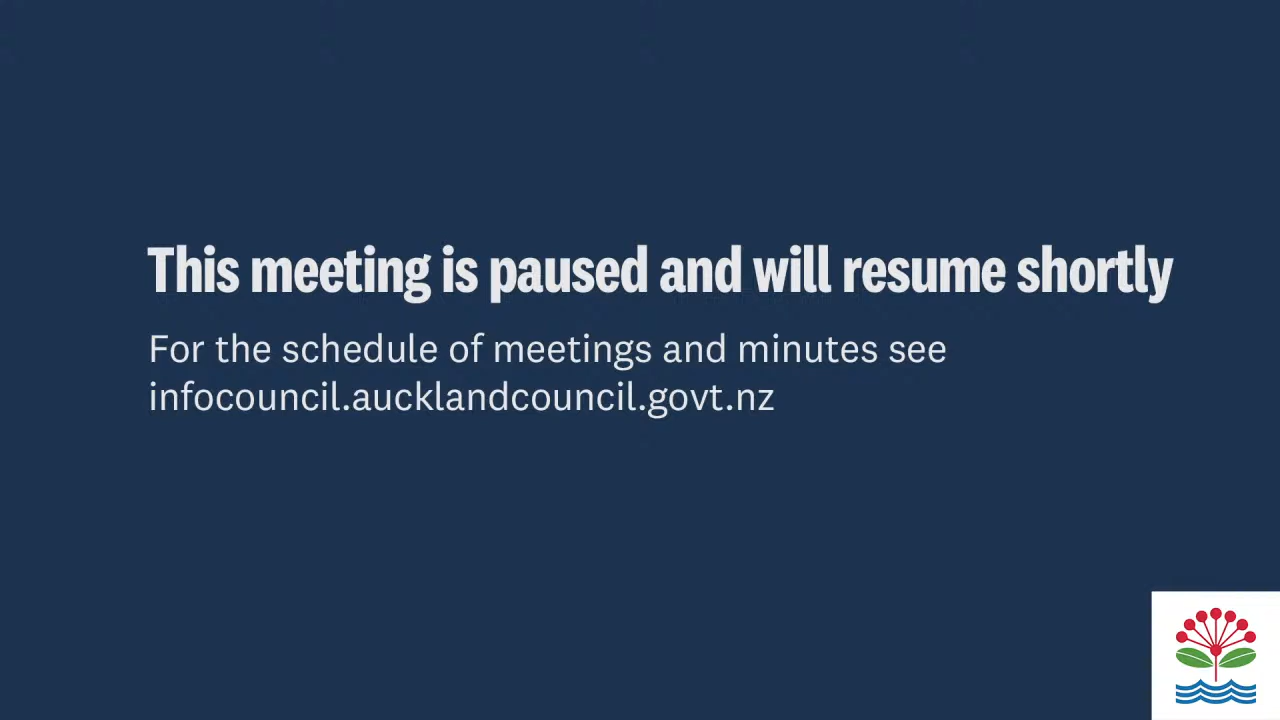 This meeting is paused and will resume shortly
For the schedule of meetings and minutes see
infocouncil.aucklandcouncil.govt.nz